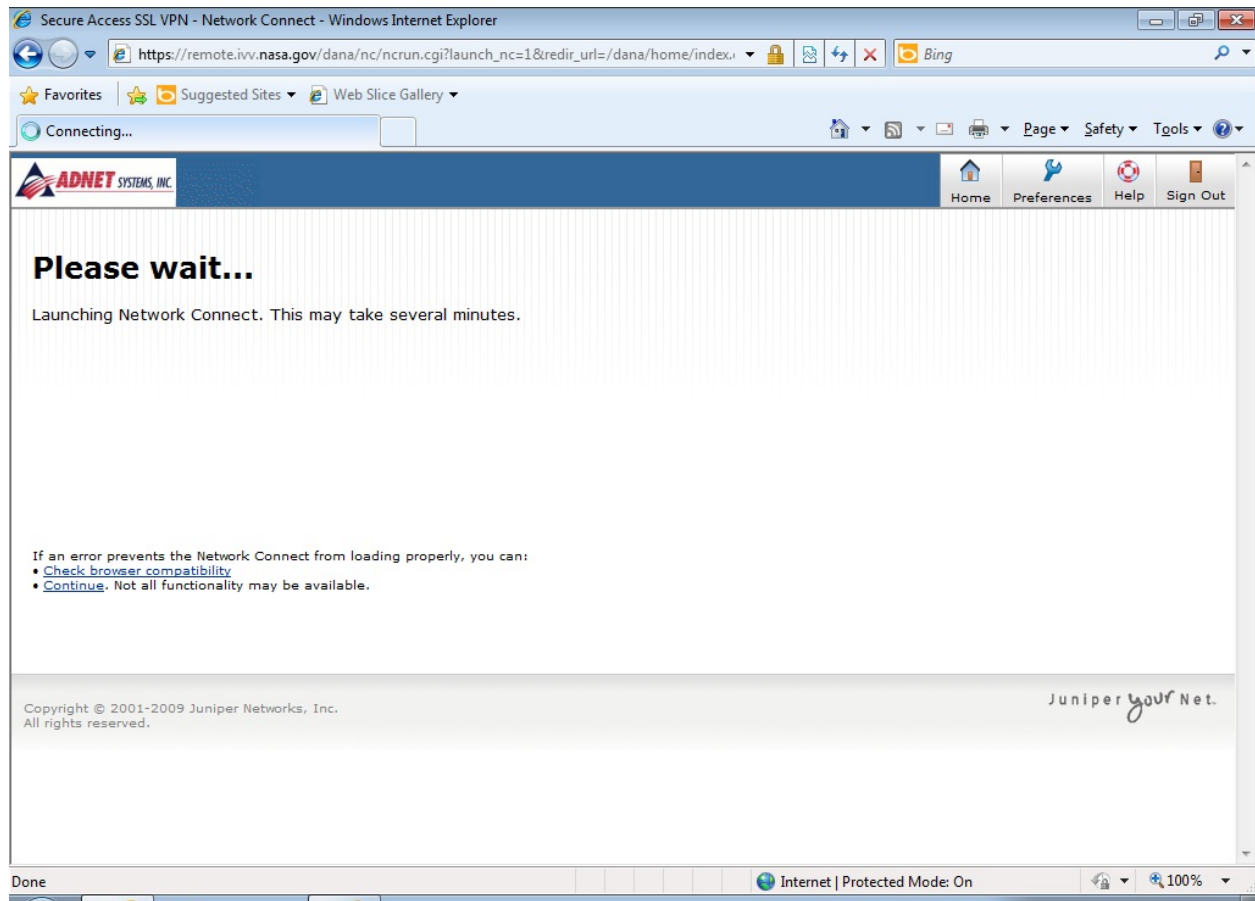 Secure Access SSL VPN - Network Connect - Windows Internet Explorer
https://remote.ivv.nasa.gov/dana/nc/ncrun.cgi?launch_nc=1&redir_url=/dana/home/index.
Bing
Favorites Suggested Sites Web Slice Gallery
Connecting... Page Safety Tools
ADNET SYSTEMS, INC.
Home Preferences Help Sign Out
Please wait...
Launching Network Connect. This may take several minutes.
If an error prevents the Network Connect from loading properly, you can:
• Check browser compatibility
• Continue. Not all functionality may be available.
Copyright © 2001-2009 Juniper Networks, Inc.
All rights reserved.
Juniper your Net.
Done Internet | Protected Mode: On 100%